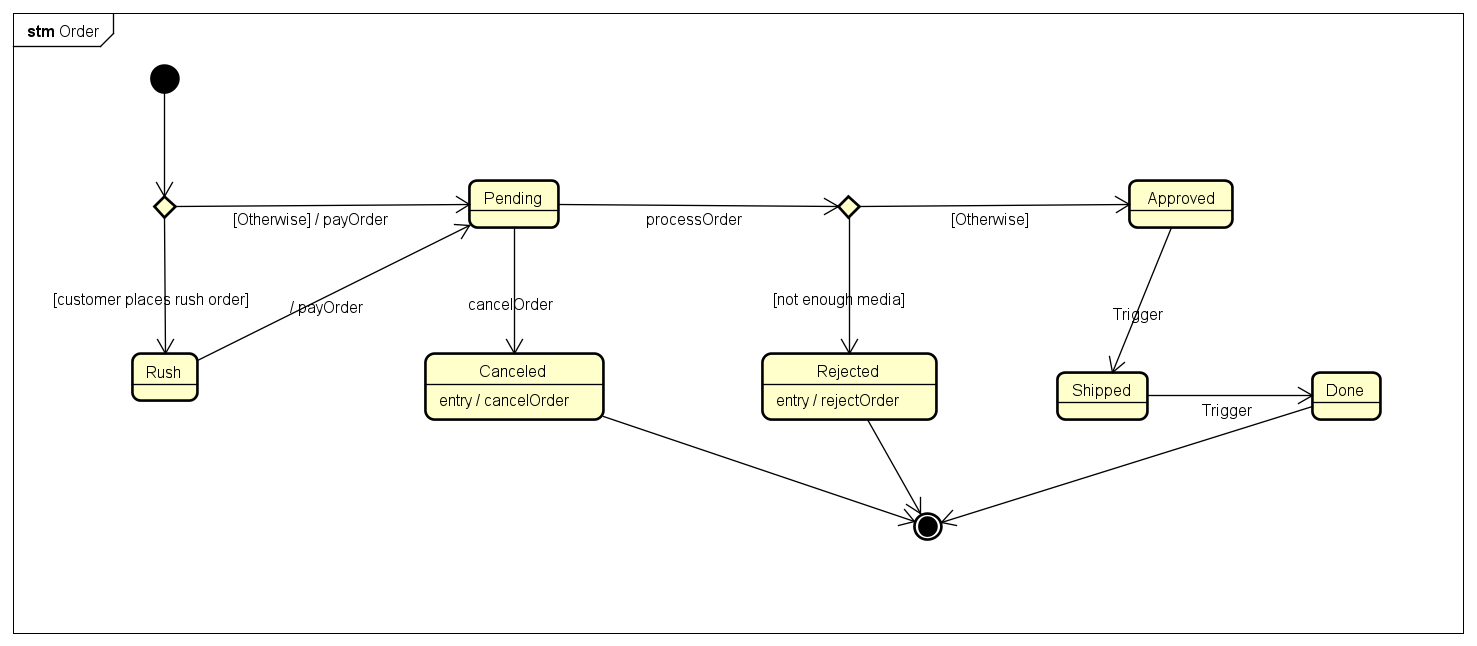 stm Order
Pending
Approved
[Otherwise] / payOrder
processOrder
[Otherwise]
[customer places rush order]
/ payOrder
cancelOrder
[not enough media]
Trigger
Rush
Canceled
entry / cancelOrder
Rejected
entry / rejectOrder
Shipped
Trigger
Done